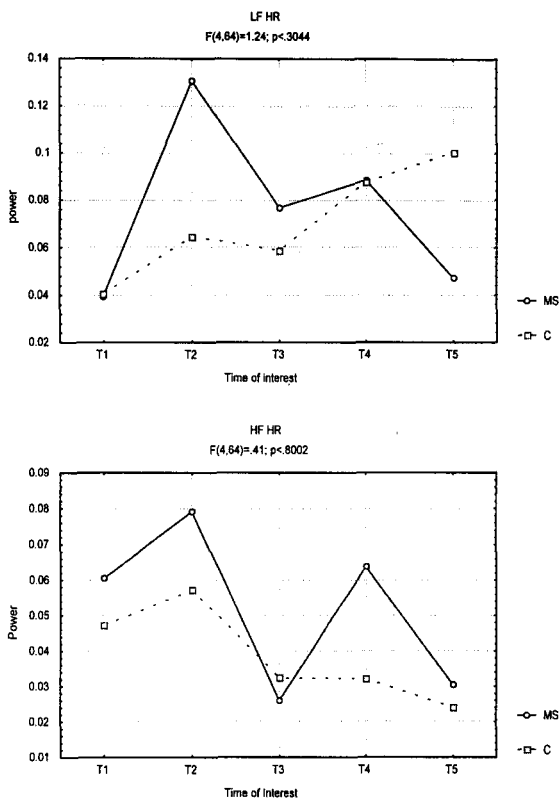 LF HR
F(4,64)=1.24; p<.3044
0.14
0.12
0.1
0.08
0.06
0.04
0.02
power
T1 T2 T3 T4 T5
Time of interest
MS
C
HF HR
F(4,64)=.41; p<.8002
0.09
0.08
0.07
0.06
0.05
0.04
0.03
0.02
0.01
Power
T1 T2 T3 T4 T5
Time of Interest
MS
C